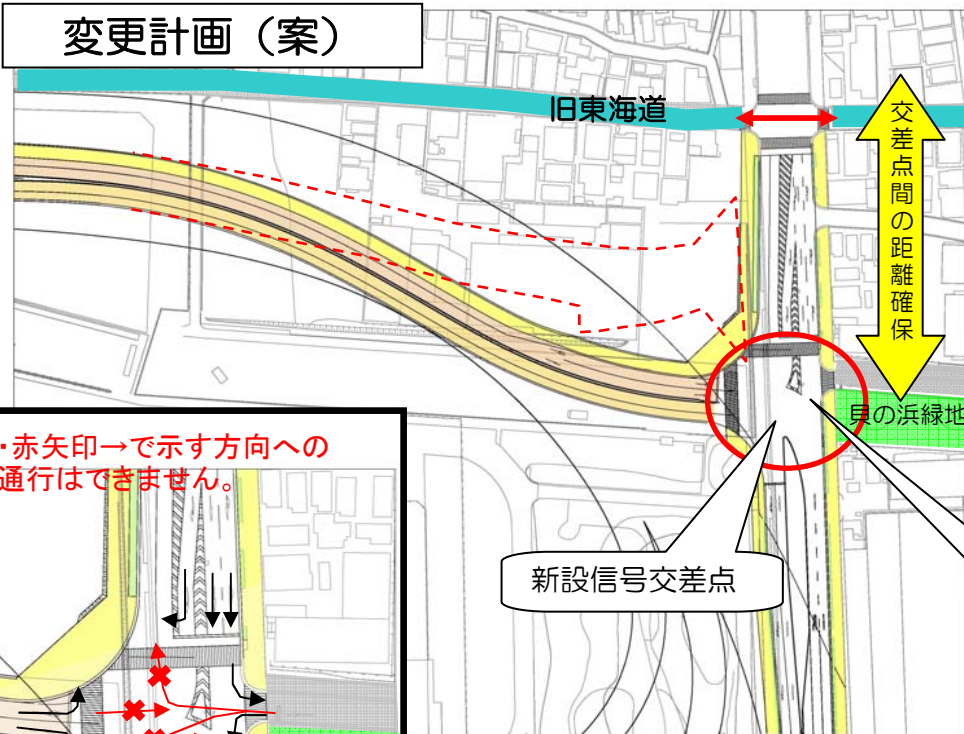 変更計画（案）
旧東海道
交差点間の距離確保
貝の浜緑地
新設信号交差点
・赤矢印→で示す方向への
通行はできません。